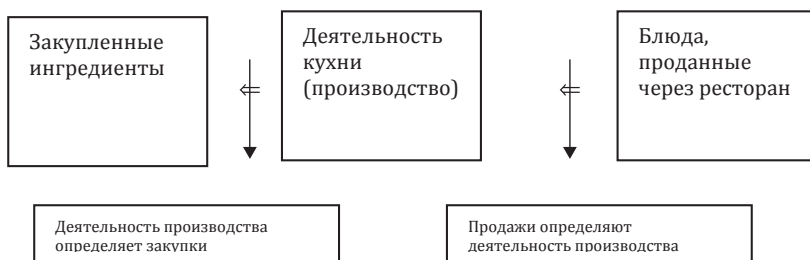 Закупленные
ингредиенты
Деятельность
кухни
(производство)
Блюда,
проданные
через ресторан
⇐
⇐
Деятельность производства
определяет закупки
Продажи определяют
деятельность производства